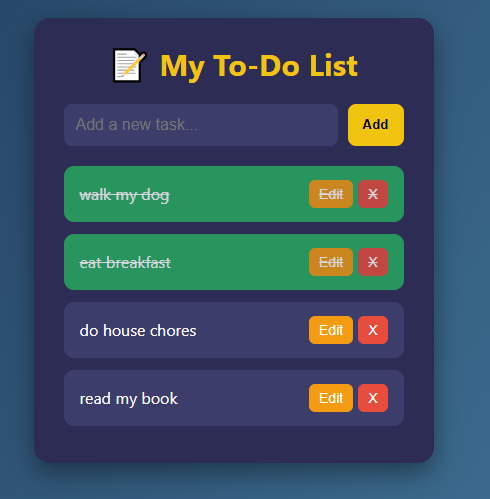 My To-Do List
Add a new task... Add
walk my dog Edit X
eat breakfast Edit X
do house chores Edit X
read my book Edit X